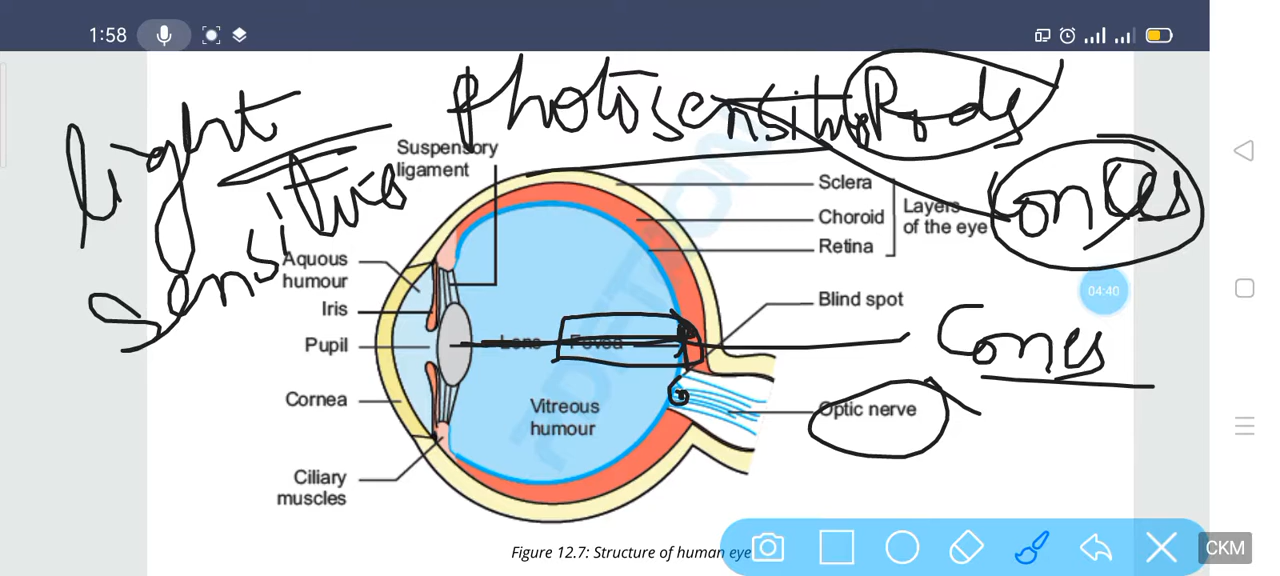 1:58
Light
Sensitive
Photosensitive
Rods
Cones
Suspensory
ligament
Sclera
Choroid
Retina
Layers
of the eye
Aquous
humour
Iris
Pupil
Cornea
Ciliary
muscles
Lens
Fovea
Vitreous
humour
Blind spot
04:40
Cones
Optic nerve
Figure 12.7: Structure of human eye
CKM